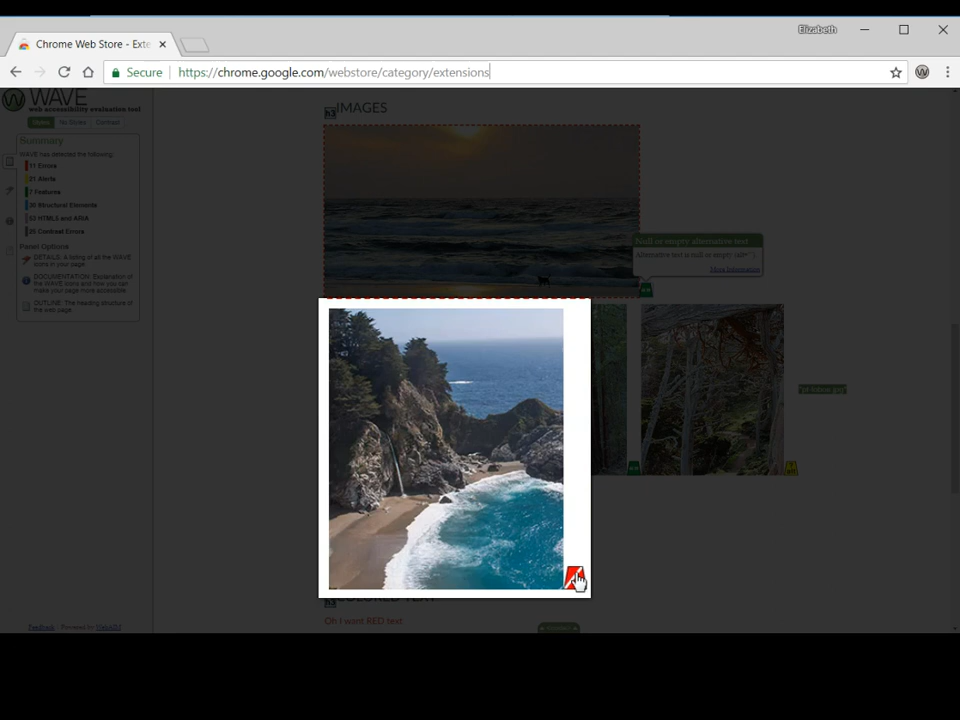 Elizabeth
Chrome Web Store - Exte
Secure
https://chrome.google.com/webstore/category/extensions
WAVE
web accessibility evaluation tool
Home
No Styles
Contrast
Summary
WAVE has detected the following:
11 Errors
21 Alerts
7 Features
Structural Elements
HTML5 and ARIA
25 Contrast Errors
Panel Options
DETAILS: A listing of all the WAVE
icons in your page.
DOCUMENTATION: Explanation of
the WAVE icons and how you can
make your page more accessible
OUTLINE: The heading structure of
the web page.
h3 IMAGES
Null or empty alternative text
Alternative text is null or empty (alt="").
More Information
h3 COLORED TEXT
Oh I want RED text
Feedback
Powered by WebAIM